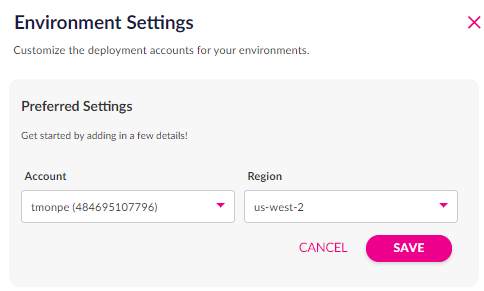 Environment Settings
Customize the deployment accounts for your environments.
Preferred Settings
Get started by adding in a few details!
Account Region
tmonpe (484695107796) us-west-2
CANCEL SAVE